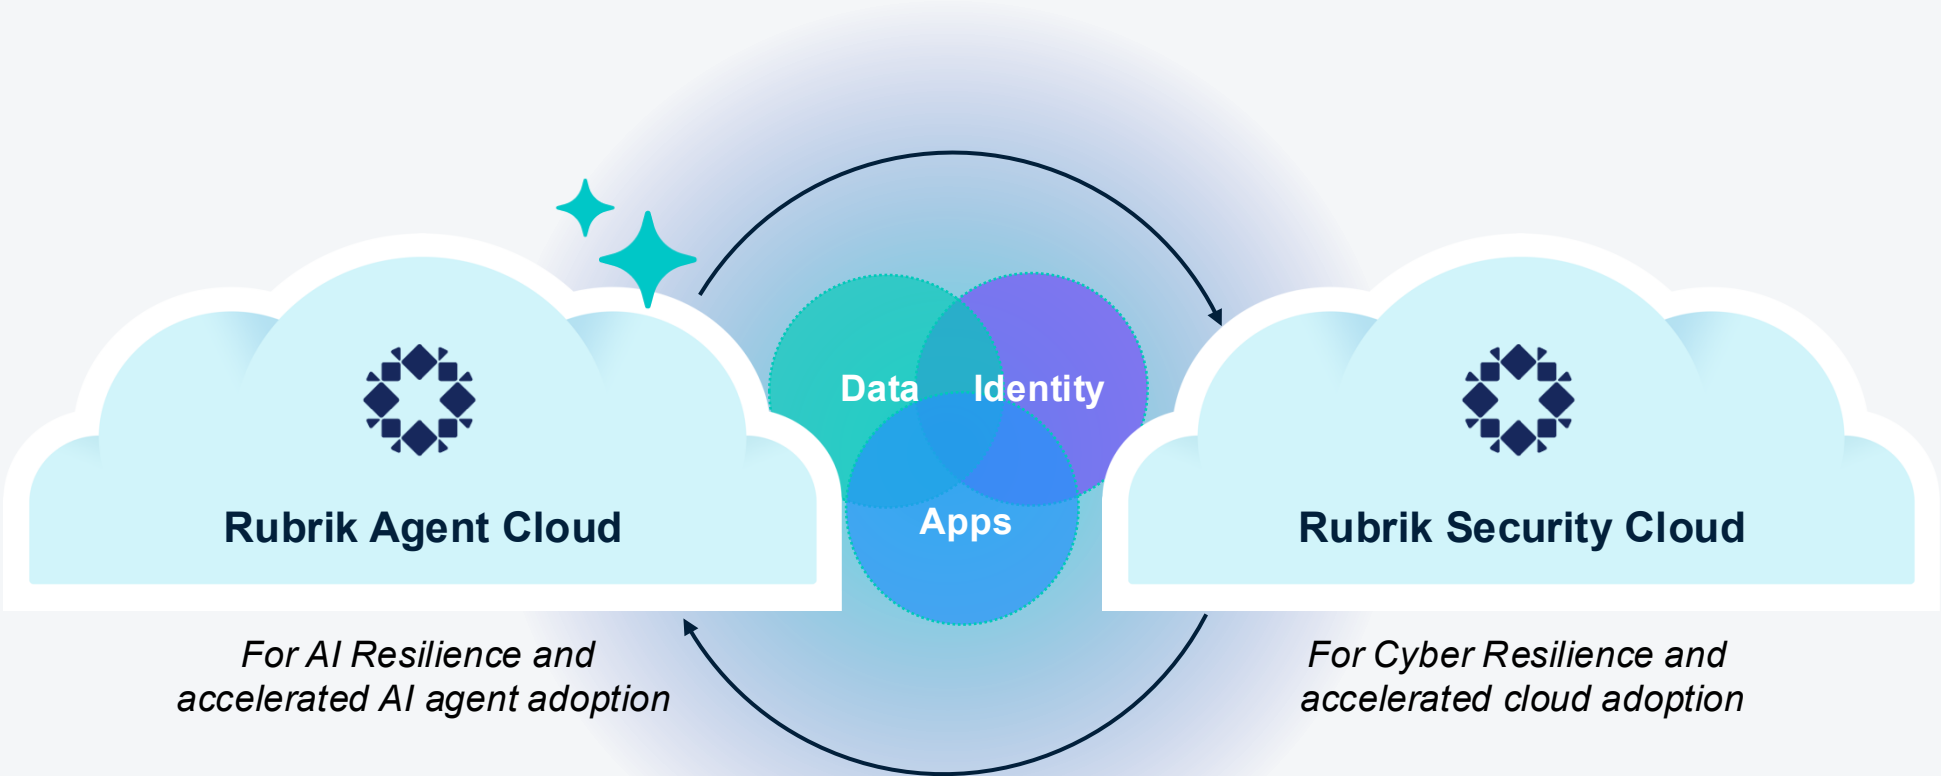 Data
Identity
Apps
Rubrik Agent Cloud
For AI Resilience and
accelerated AI agent adoption
Rubrik Security Cloud
For Cyber Resilience and
accelerated cloud adoption